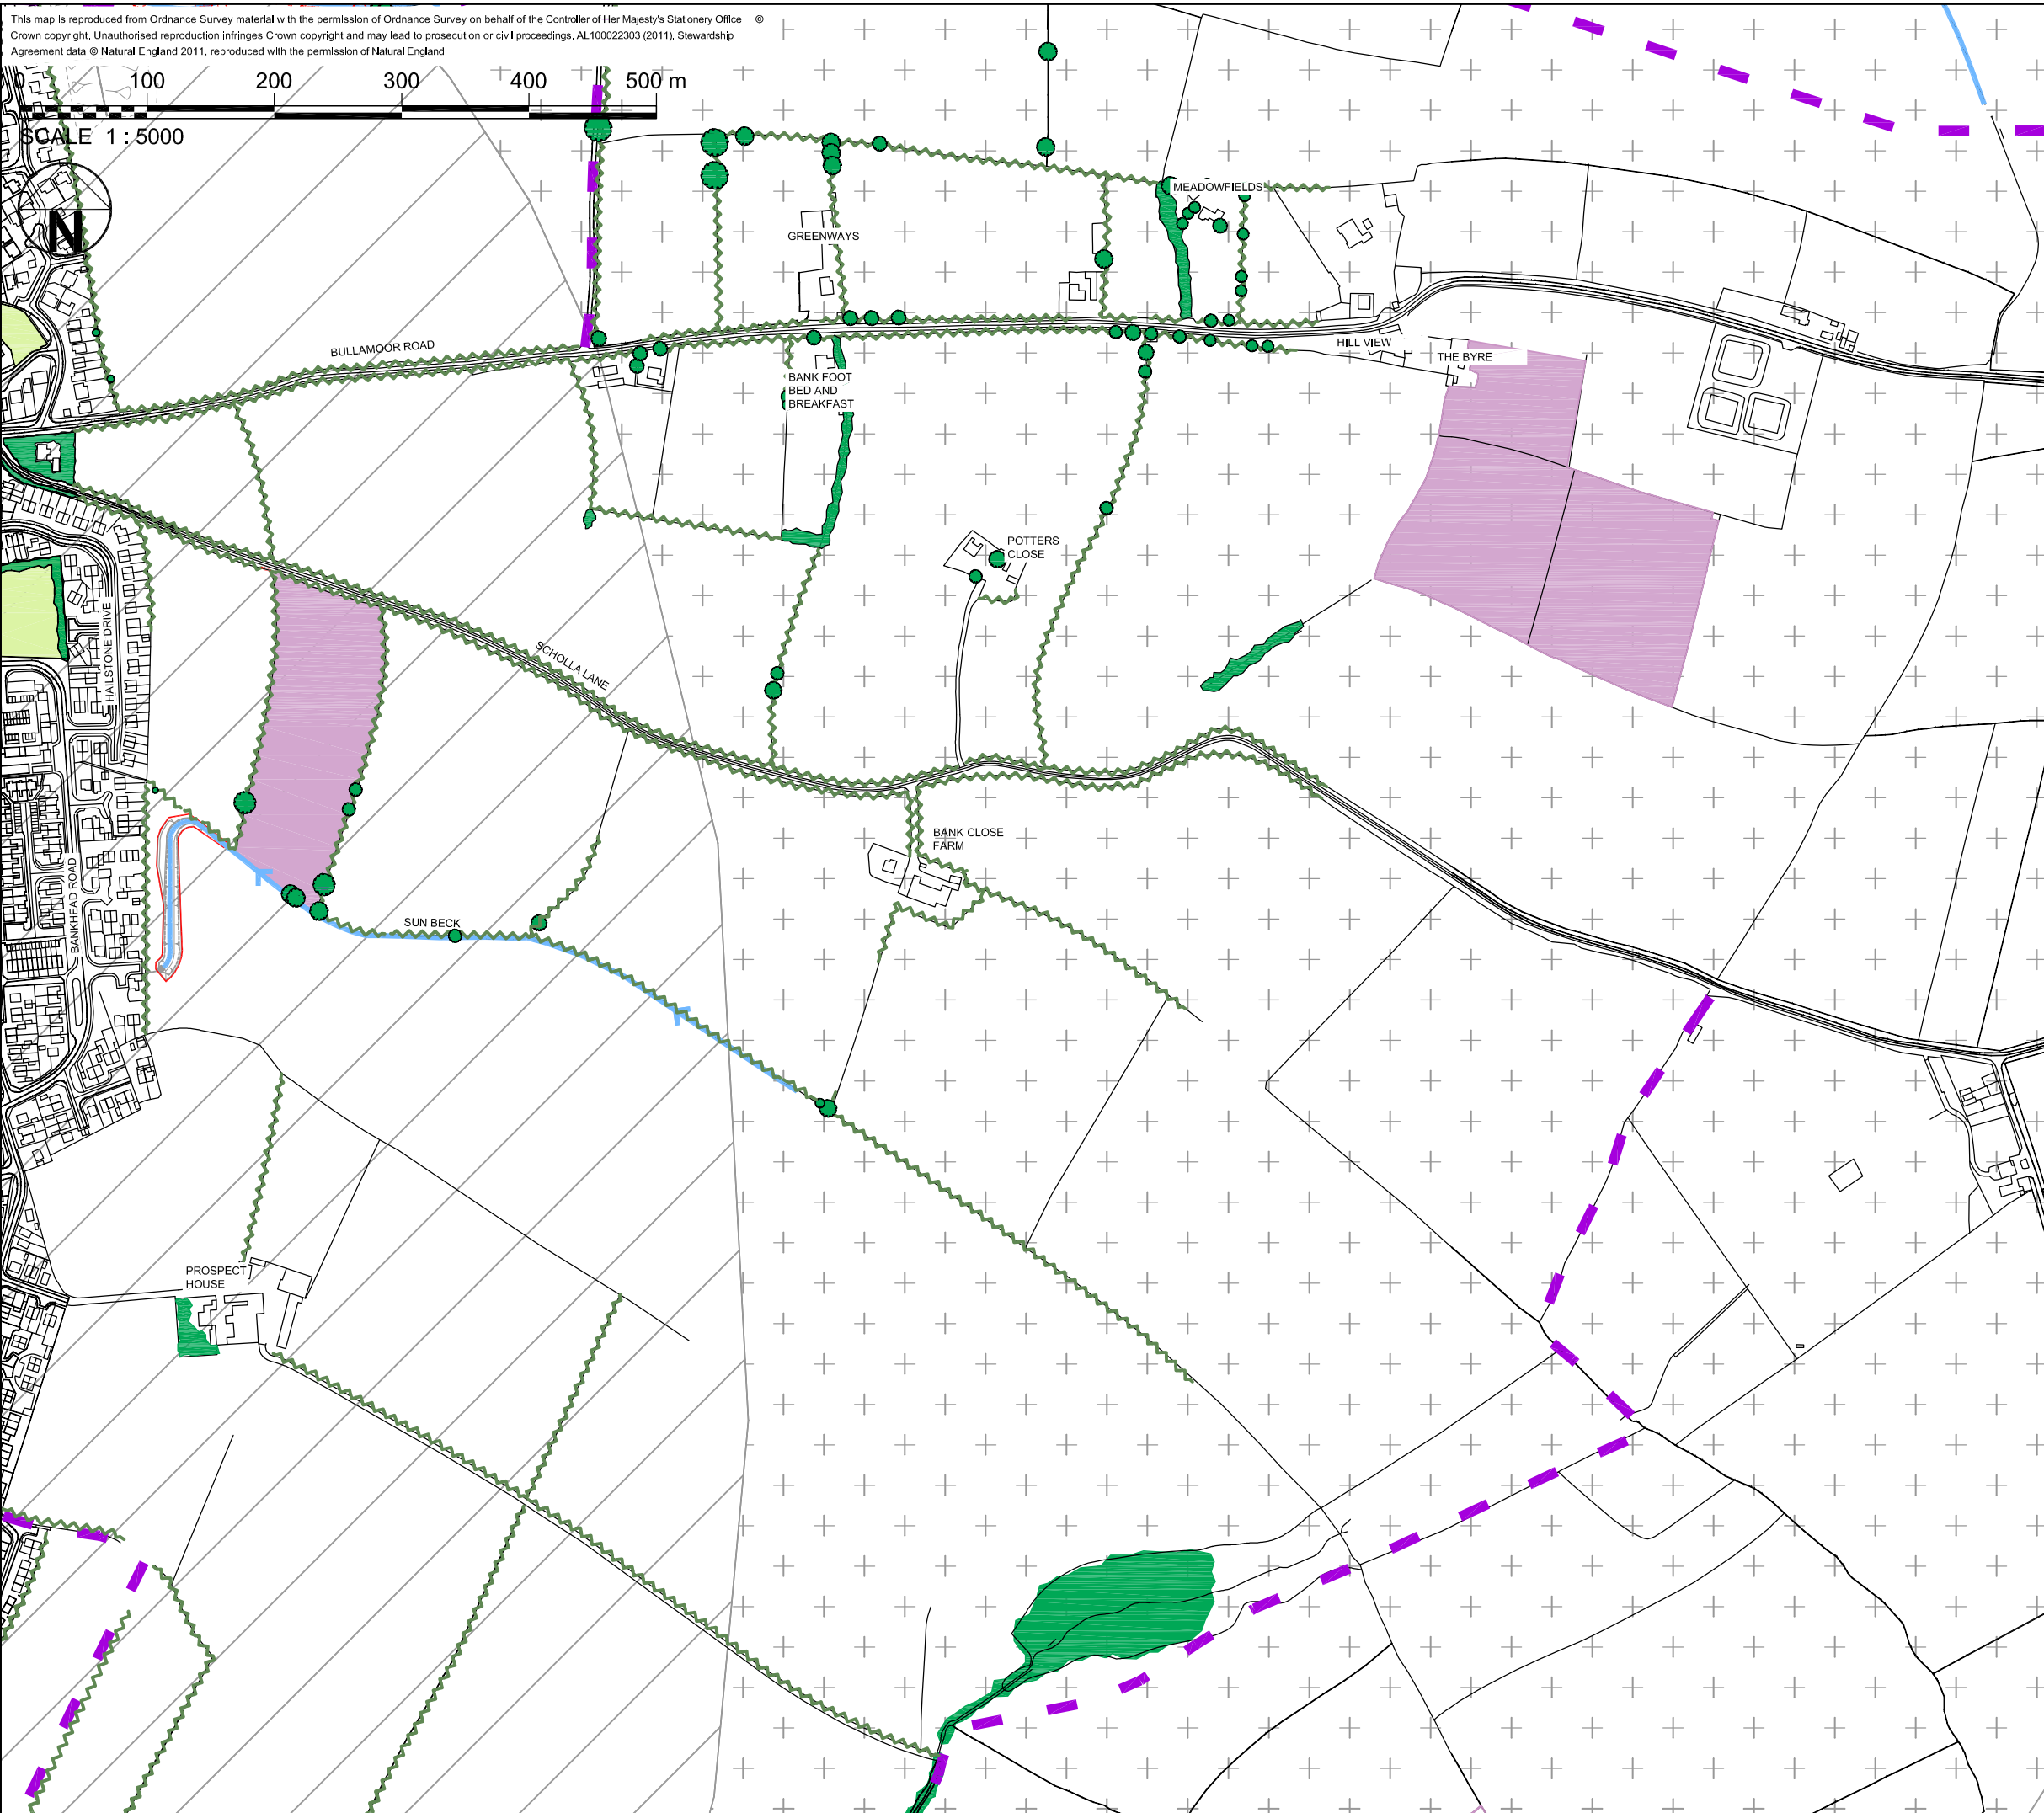 This map is reproduced from Ordnance Survey material with the permission of Ordnance Survey on behalf of the Controller of Her Majesty's Stationery Office ©
Crown copyright. Unauthorised reproduction infringes Crown copyright and may lead to prosecution or civil proceedings. AL100022303 (2011). Stewardship
Agreement data © Natural England 2011, reproduced with the permission of Natural England
0 100 200 300 400 500 m
SCALE 1 : 5000
N
MEADOWFIELDS
GREENWAYS
BULLAMOOR ROAD
HILL VIEW
THE BYRE
BANK FOOT
BED AND
BREAKFAST
POTTERS
CLOSE
HAILSTONE DRIVE
SCHOLLA LANE
BANK CLOSE
FARM
BANKHEAD ROAD
SUN BECK
PROSPECT
HOUSE